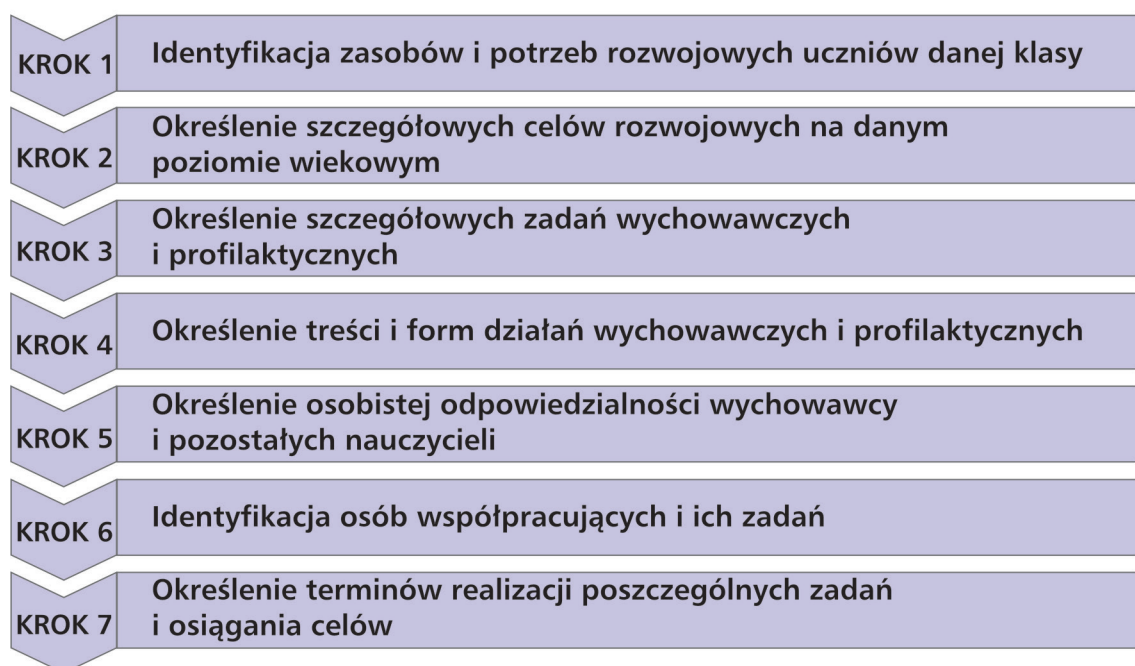 KROK 1
Identyfikacja zasobów i potrzeb rozwojowych uczniów danej klasy
KROK 2
Określenie szczegółowych celów rozwojowych na danym
poziomie wiekowym
KROK 3
Określenie szczegółowych zadań wychowawczych
i profilaktycznych
KROK 4
Określenie treści i form działań wychowawczych i profilaktycznych
KROK 5
Określenie osobistej odpowiedzialności wychowawcy
i pozostałych nauczycieli
KROK 6
Identyfikacja osób współpracujących i ich zadań
KROK 7
Określenie terminów realizacji poszczególnych zadań
i osiągania celów